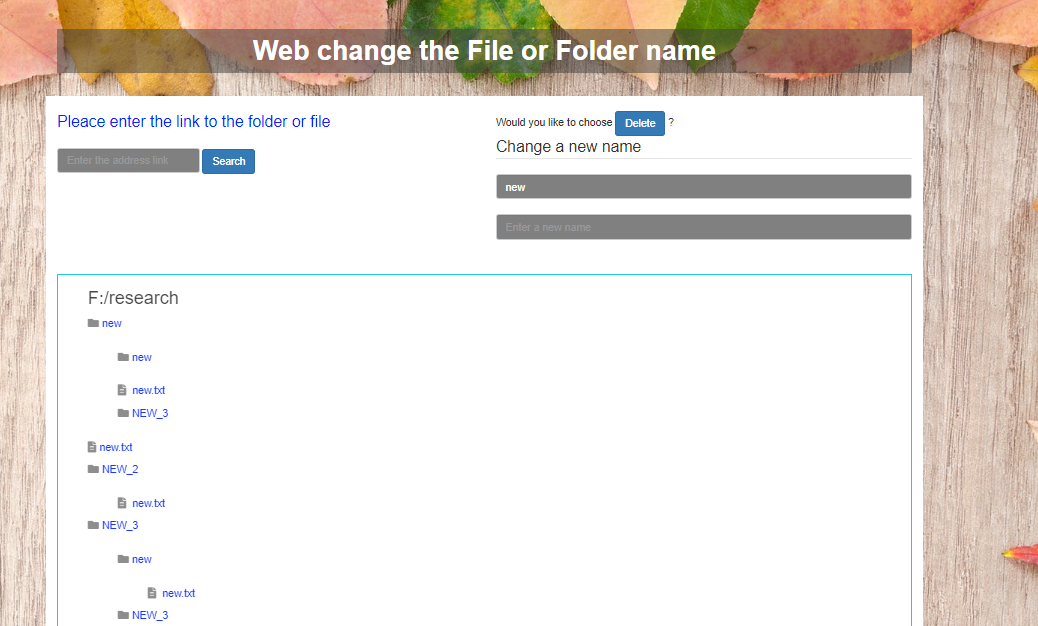 Web change the File or Folder name
Pleace enter the link to the folder or file
Enter the address link
Search
Would you like to choose Delete ?
Change a new name
new
Enter a new name
F:/research
new
new
new.txt
NEW_3
new.txt
NEW_2
new.txt
NEW_3
new
new.txt
NEW_3